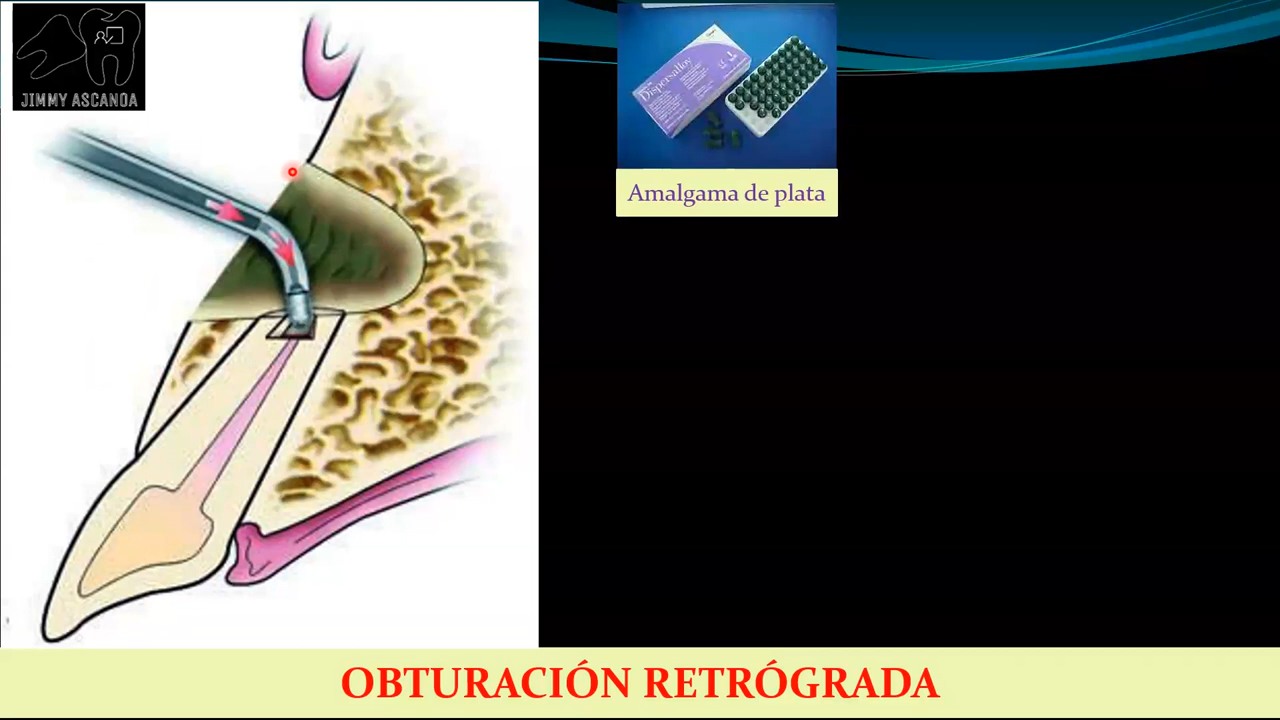 JIMMY ASCANOA
Dispersalloy
Amalgama de plata
OBTURACIÓN RETRÓGRADA